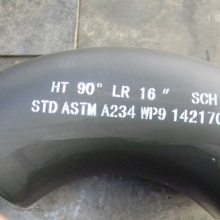 HT 90° LR 16" SCH
STD ASTM A234 WP9 142170